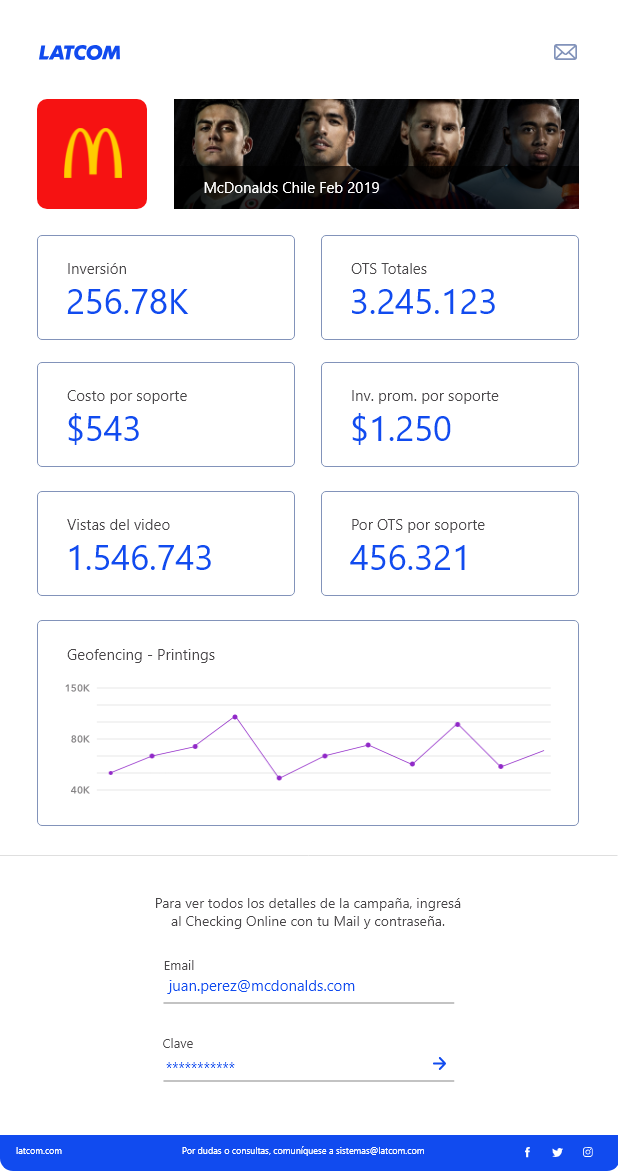 LATCOM
McDonalds Chile Feb 2019
Inversión
256.78K
OTS Totales
3.245.123
Costo por soporte
$543
Inv. prom. por soporte
$1.250
Vistas del video
1.546.743
Por OTS por soporte
456.321
Geofencing - Printings
150K
80K
40K
Para ver todos los detalles de la campaña, ingresá
al Checking Online con tu Mail y contraseña.
Email
juan.perez@mcdonalds.com
Clave
***********
latcom.com
Por dudas o consultas, comuníquese a sistemas@latcom.com